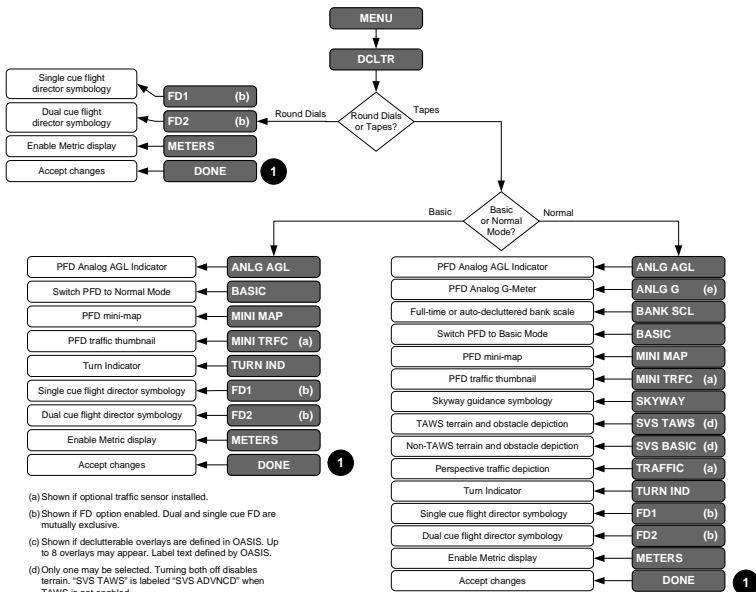 MENU
DCLTR
Round Dials
or Tapes?
Round Dials
Tapes
Single cue flight
director symbology
FD1 (b)
Dual cue flight
director symbology
FD2 (b)
Enable Metric display
METERS
Accept changes
DONE
1
Basic
or Normal
Mode?
Basic
Normal
PFD Analog AGL Indicator
ANLG AGL
Switch PFD to Normal Mode
BASIC
PFD mini-map
MINI MAP
PFD traffic thumbnail
MINI TRFC (a)
Turn Indicator
TURN IND
Single cue flight director symbology
FD1 (b)
Dual cue flight director symbology
FD2 (b)
Enable Metric display
METERS
Accept changes
DONE
1
PFD Analog AGL Indicator
ANLG AGL
PFD Analog G-Meter
ANLG G (e)
Full-time or auto-decluttered bank scale
BANK SCL
Switch PFD to Basic Mode
BASIC
PFD mini-map
MINI MAP
PFD traffic thumbnail
MINI TRFC (a)
Skyway guidance symbology
SKYWAY
TAWS terrain and obstacle depiction
SVS TAWS (d)
Non-TAWS terrain and obstacle depiction
SVS BASIC (d)
Perspective traffic depiction
TRAFFIC (a)
Turn Indicator
TURN IND
Single cue flight director symbology
FD1 (b)
Dual cue flight director symbology
FD2 (b)
Enable Metric display
METERS
Accept changes
DONE
1
(a) Shown if optional traffic sensor installed.
(b) Shown if FD option enabled. Dual and single cue FD are
mutually exclusive.
(c) Shown if declutterable overlays are defined in OASIS. Up
to 8 overlays may appear. Label text defined by OASIS.
(d) Only one may be selected. Turning both off disables
terrain. "SVS TAWS" is labeled "SVS ADVNCD" when
TAWS is not enabled.